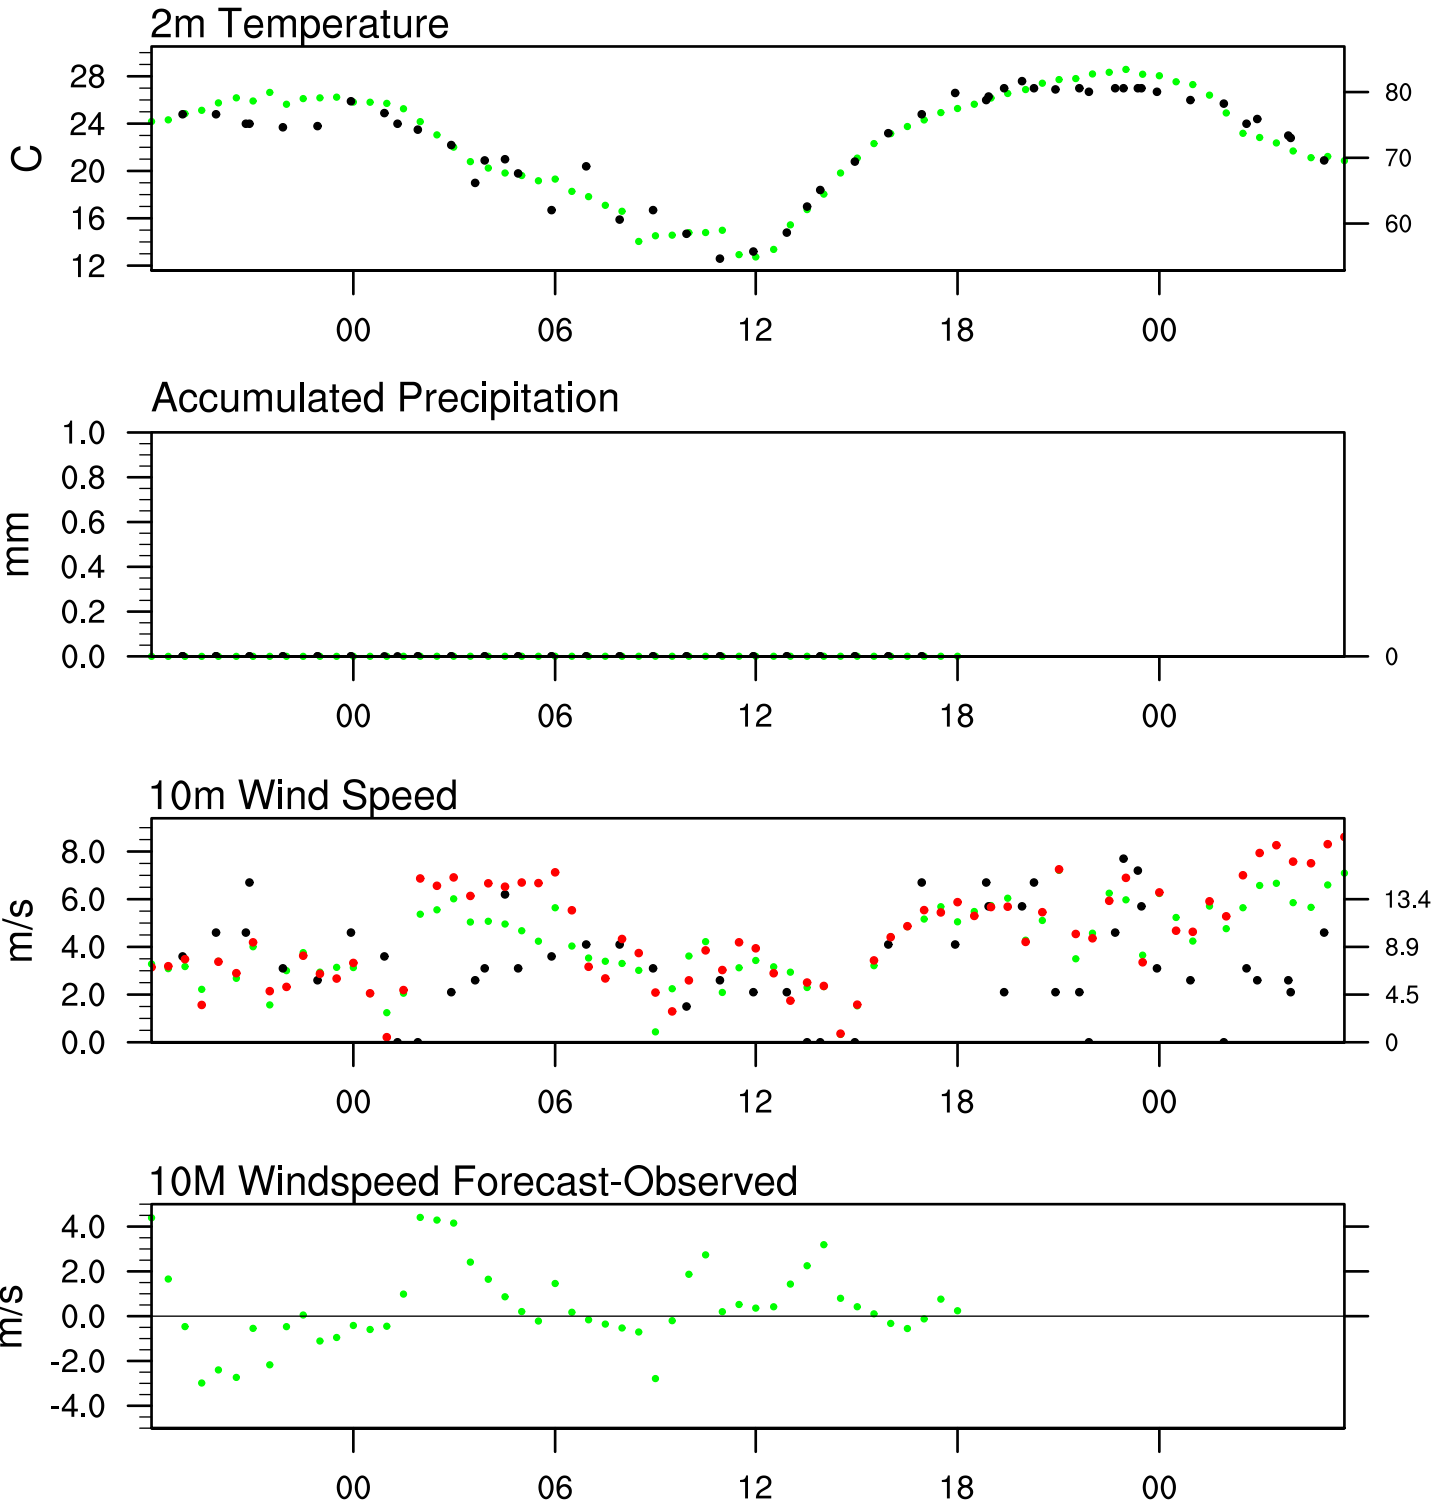 2m Temperature
28
24
20
16
12
C
80
70
60
00 06 12 18 00
Accumulated Precipitation
1.0
0.8
0.6
0.4
0.2
0.0
mm
0
00 06 12 18 00
10m Wind Speed
8.0
6.0
4.0
2.0
0.0
m/s
13.4
8.9
4.5
0
00 06 12 18 00
10M Windspeed Forecast-Observed
4.0
2.0
0.0
-2.0
-4.0
m/s
00 06 12 18 00